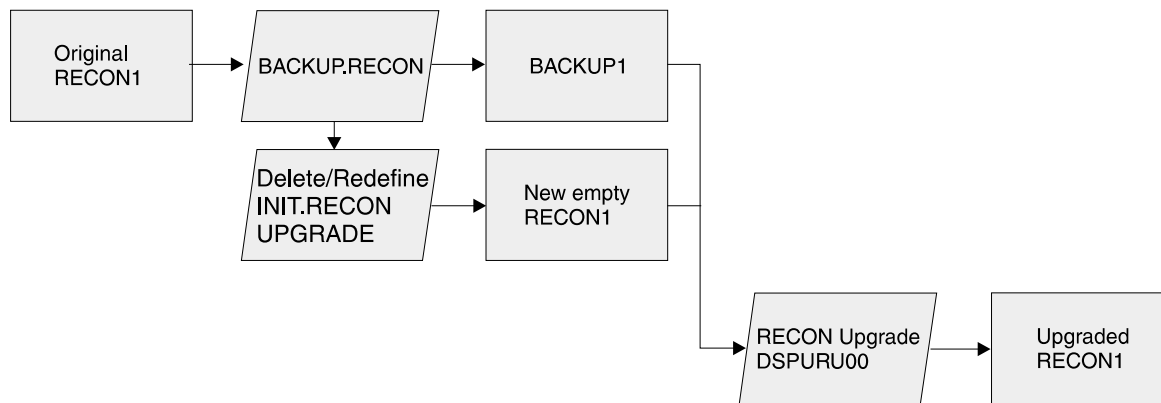 Original
RECON1
BACKUP.RECON
BACKUP1
Delete/Redefine
INIT.RECON
UPGRADE
New empty
RECON1
RECON Upgrade
DSPURU00
Upgraded
RECON1